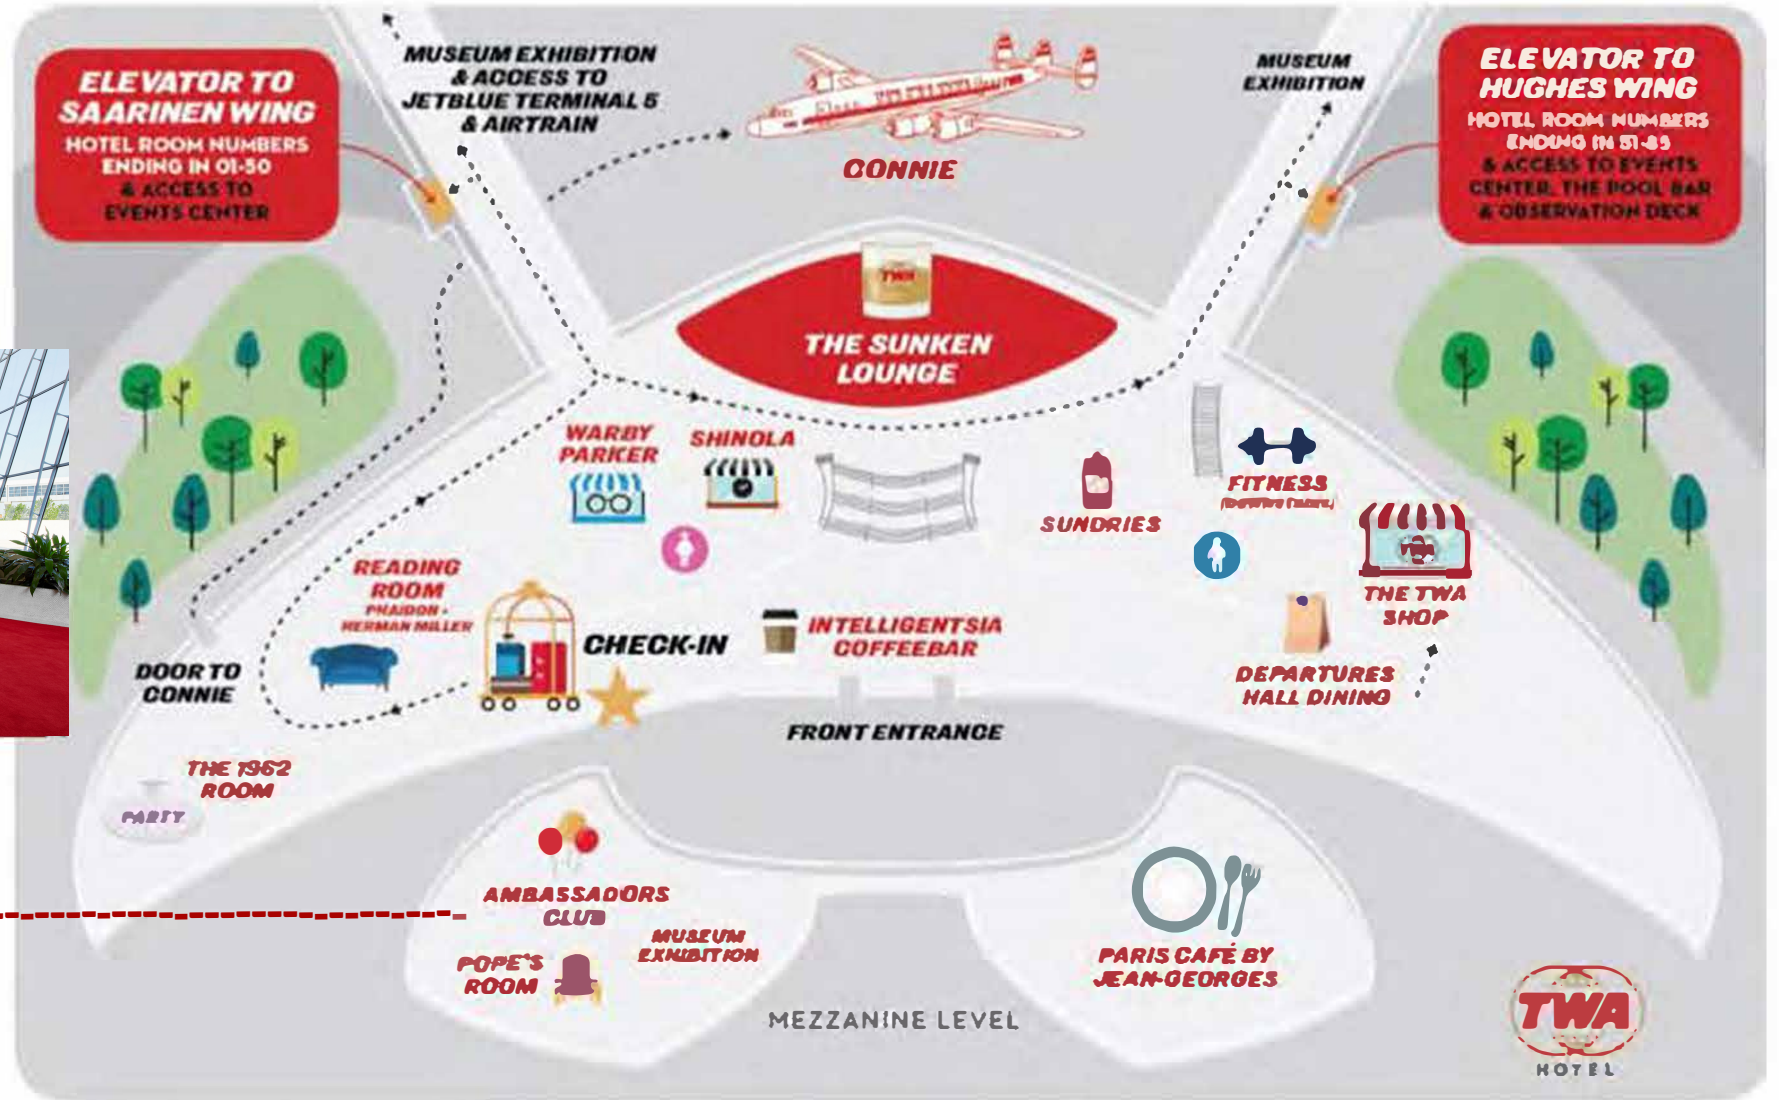 ELEVATOR TO
SAARINEN WING
HOTEL ROOM NUMBERS
ENDING IN 01-50
& ACCESS TO
EVENTS CENTER
MUSEUM EXHIBITION
& ACCESS TO
JETBLUE TERMINAL 5
& AIRTRAIN
CONNIE
MUSEUM
EXHIBITION
ELEVATOR TO
HUGHES WING
HOTEL ROOM NUMBERS
ENDING IN
& ACCESS TO EVENTS
CENTER, THE POOL BAR
& OBSERVATION DECK
TWA
THE SUNKEN
LOUNGE
WARBY
PARKER
SHINOLA
SUNDRIES
FITNESS
READING
ROOM
PHAIDON +
HERMAN MILLER
CHECK-IN
INTELLIGENTSIA
COFFEEBAR
TWA
THE TWA
SHOP
DEPARTURES
HALL DINING
DOOR TO
CONNIE
FRONT ENTRANCE
THE 1962
ROOM
PARTY
AMBASSADORS
CLUB
POPE'S
ROOM
MUSEUM
EXHIBITION
PARIS CAFÉ BY
JEAN-GEORGES
MEZZANINE LEVEL
TWA
HOTEL